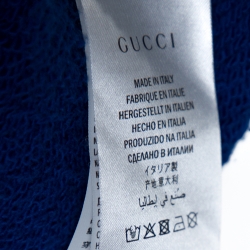 GUCCI
MADE IN ITALY
FABRIQUE EN ITALIE
HERGESTELLT IN ITALIEN
HECHO EN ITALIA
PRODUZIDO NA ITALIA
СДЕЛАНО В ИТАЛИИ
イタリア製
产地意大利
صنع في إيطاليا